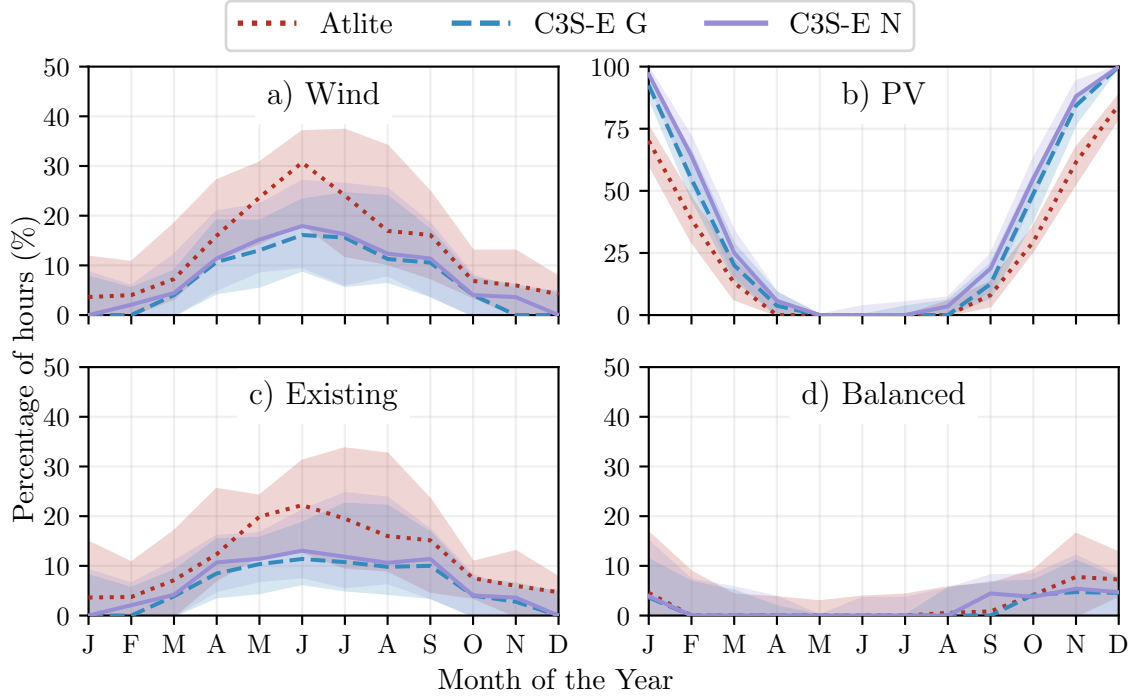 Atlite C3S-E G C3S-E N
a) Wind
50
40
30
20
10
0
J F M A M J J A S O N D
b) PV
100
75
50
25
0
J F M A M J J A S O N D
Percentage of hours (%)
c) Existing
50
40
30
20
10
0
J F M A M J J A S O N D
d) Balanced
50
40
30
20
10
0
J F M A M J J A S O N D
Month of the Year